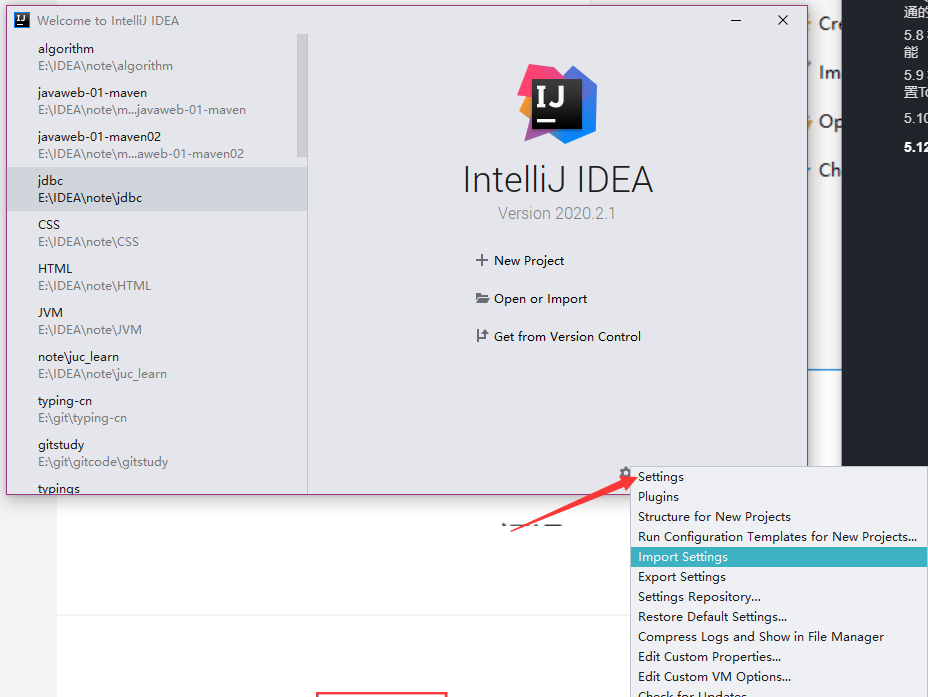 Welcome to IntelliJ IDEA
algorithm
E:\IDEA\note\algorithm
javaweb-01-maven
E:\IDEA\note\m...javaweb-01-maven
javaweb-01-maven02
E:\IDEA\note\m...aweb-01-maven02
jdbc
E:\IDEA\note\jdbc
CSS
E:\IDEA\note\CSS
HTML
E:\IDEA\note\HTML
JVM
E:\IDEA\note\JVM
note\juc_learn
E:\IDEA\note\juc_learn
typing-cn
E:\git\typing-cn
gitstudy
E:\git\gitcode\gitstudy
typings
IJ
IntelliJ IDEA
Version 2020.2.1
New Project
Open or Import
Get from Version Control
Settings
Plugins
Structure for New Projects
Run Configuration Templates for New Projects...
Import Settings
Export Settings
Settings Repository...
Restore Default Settings...
Compress Logs and Show in File Manager
Edit Custom Properties...
Edit Custom VM Options...
Check for Updates
Cre
Im
Op
Ch
通的
5.8
能
5.9
置To
5.10
5.12